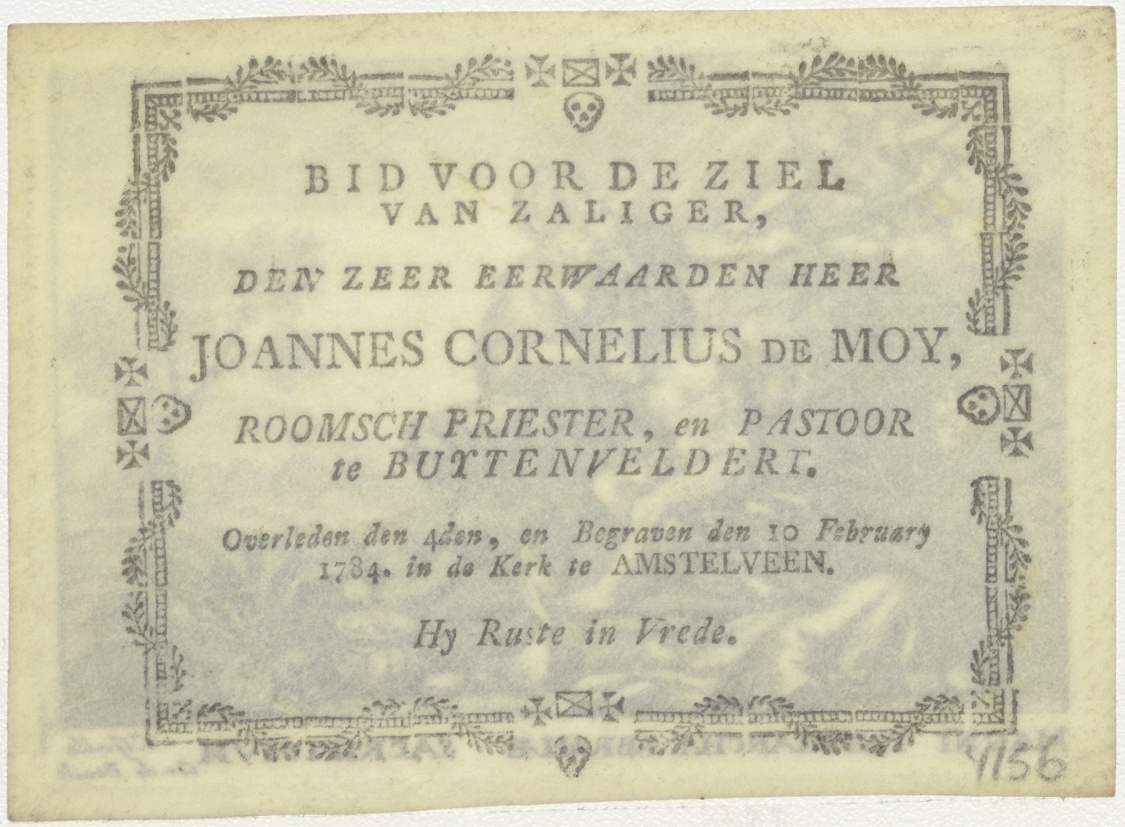 BID VOOR DE ZIEL
VAN ZALIGER,
DEN ZEER EERWAARDEN HEER
JOANNES CORNELIUS DE MOY,
ROOMSCH PRIESTER, en PASTOOR
te BUYTENVELDERT.
Overleden den 4den, en Begraven den 10 February
1784. in de Kerk te AMSTELVEEN.
Hy Ruste in Vrede.
4156